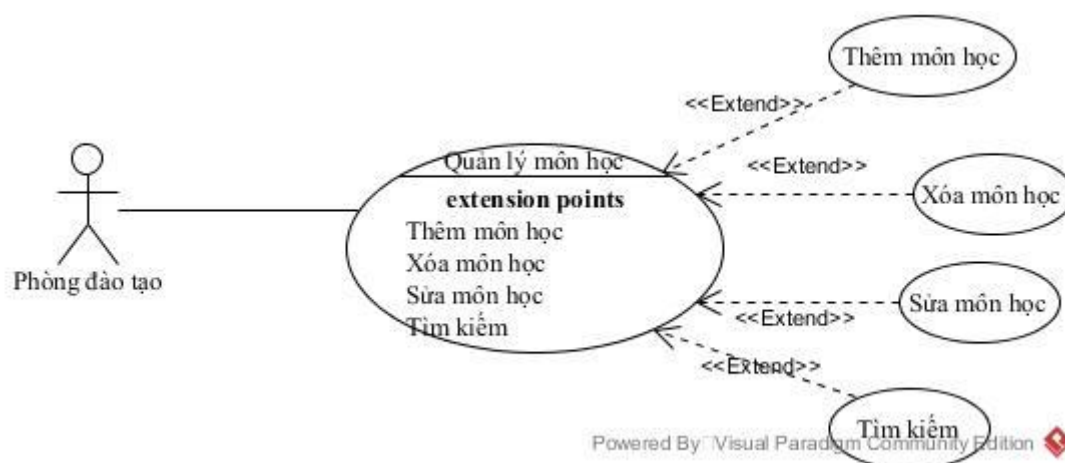 Thêm môn học
<<Extend>>
Quản lý môn học
<<Extend>>
extension points
Xóa môn học
Thêm môn học
Xóa môn học
Phòng đào tạo
Sửa môn học
Sửa môn học
<<Extend>>
Tìm kiếm
<<Extend>>
Tìm kiếm
Powered By Visual Paradigm Community Edition